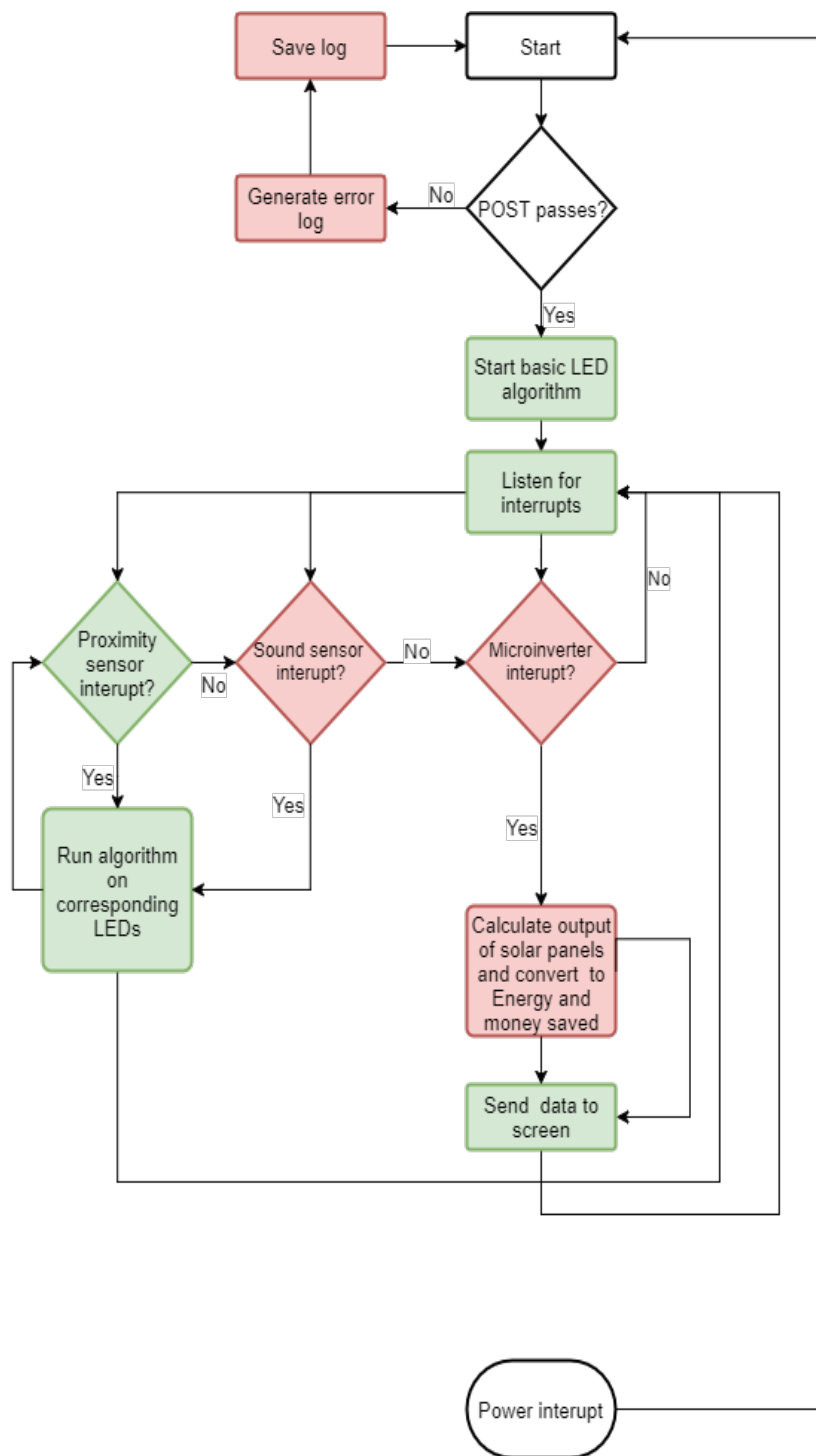 Save log
Start
Generate error
log
No
POST passes?
Yes
Start basic LED
algorithm
Listen for
interrupts
Proximity
sensor
interupt?
No
Sound sensor
interupt?
No
Microinverter
interupt?
No
Yes
Yes
Yes
Run algorithm
on
corresponding
LEDs
Calculate output
of solar panels
and convert  to
Energy and
money saved
Send  data to
screen
Power interupt